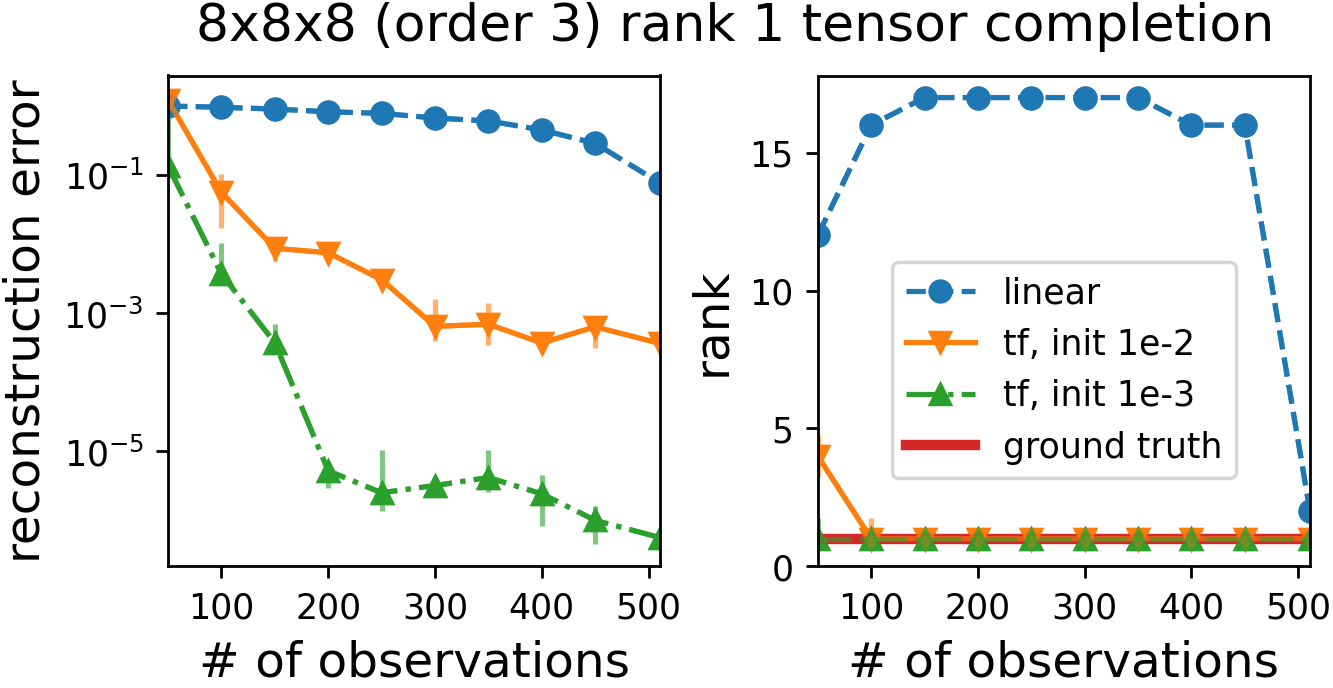 8x8x8 (order 3) rank 1 tensor completion
reconstruction error
10⁻¹
10⁻³
10⁻⁵
100 200 300 400 500
# of observations
rank
15
10
5
0
linear
tf, init 1e-2
tf, init 1e-3
ground truth
100 200 300 400 500
# of observations